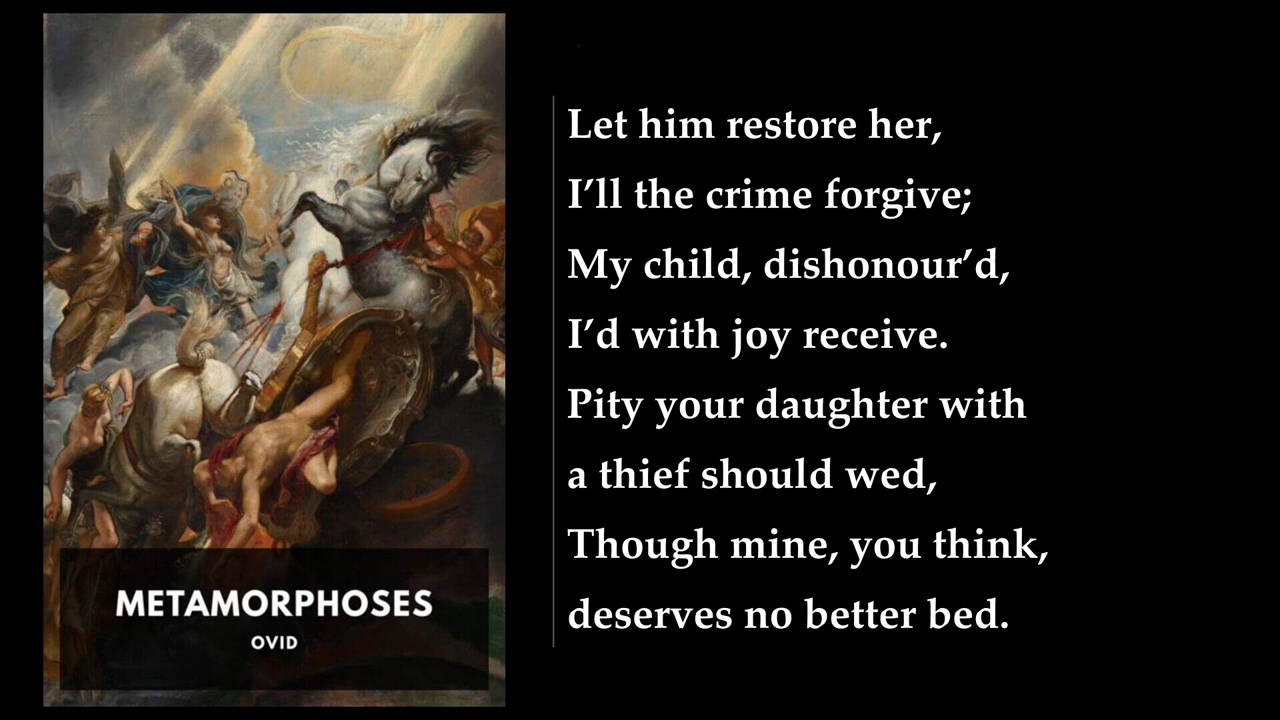 METAMORPHOSES
OVID
Let him restore her,
I’ll the crime forgive;
My child, dishonour’d,
I’d with joy receive.
Pity your daughter with
a thief should wed,
Though mine, you think,
deserves no better bed.